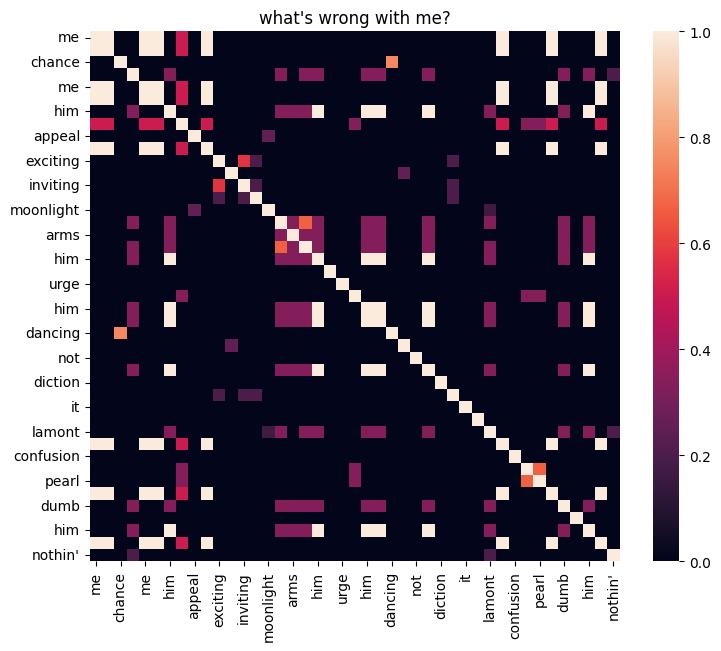 what's wrong with me?
me
chance
me
him
appeal
exciting
inviting
moonlight
arms
him
urge
him
dancing
not
diction
it
lamont
confusion
pearl
dumb
him
nothin'
me
chance
me
him
appeal
exciting
inviting
moonlight
arms
him
urge
him
dancing
not
diction
it
lamont
confusion
pearl
dumb
him
nothin'
1.0
0.8
0.6
0.4
0.2
0.0